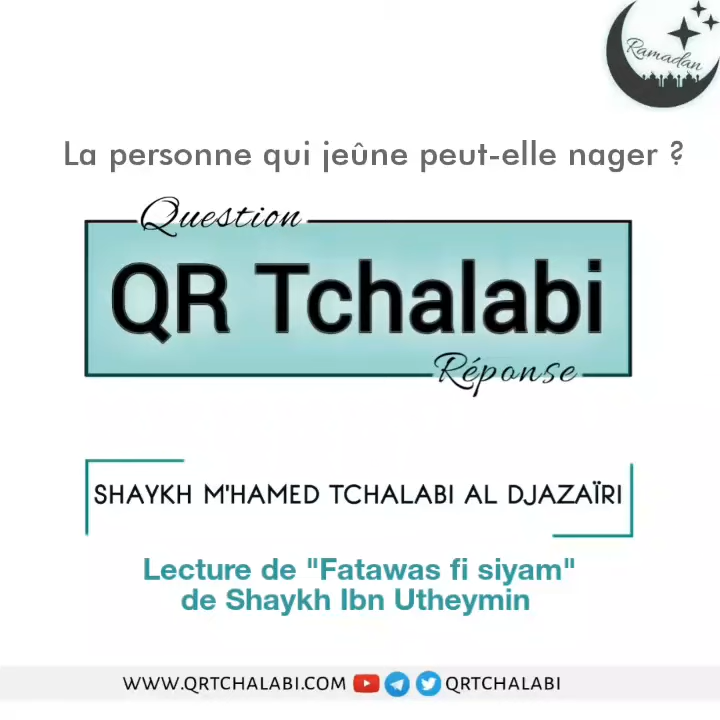 Ramadan
La personne qui jeûne peut-elle nager ?
Question
QR Tchalabi
Réponse
SHAYKH M'HAMED TCHALABI AL DJAZAÏRI
Lecture de "Fatawas fi siyam"
de Shaykh Ibn Utheymin
WWW.QRTCHALABI.COM QRTCHALABI